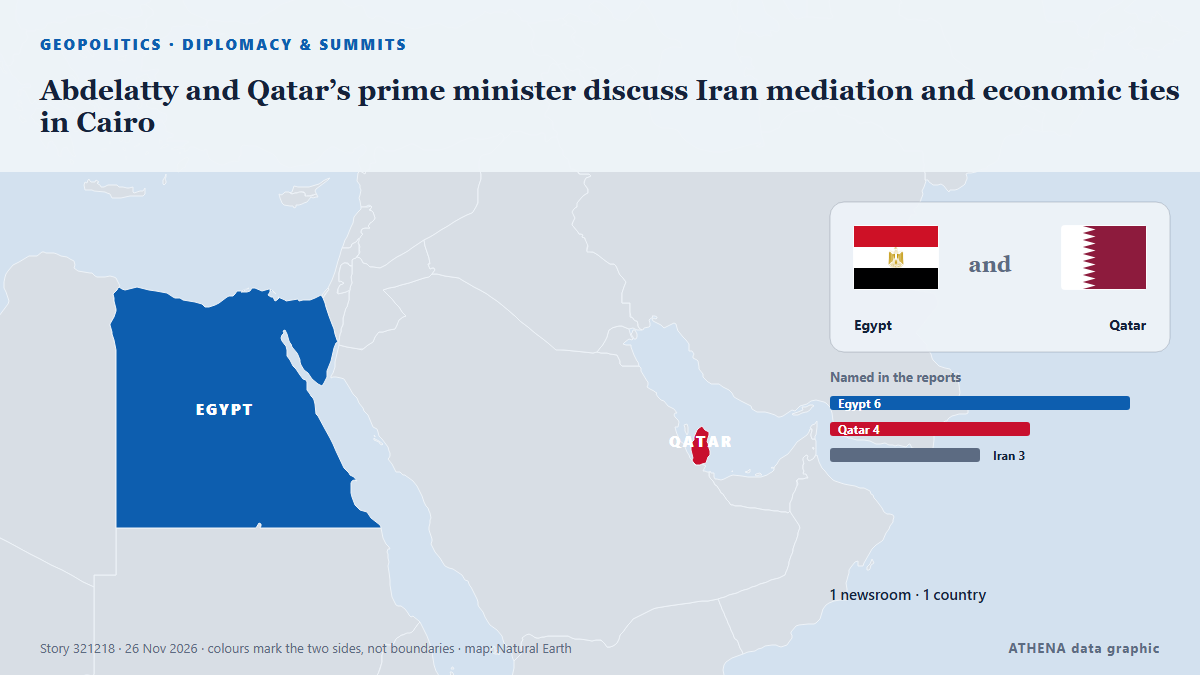 GEOPOLITICS · DIPLOMACY & SUMMITS
Abdelatty and Qatar’s prime minister discuss Iran mediation and economic ties
in Cairo
and
Egypt
Qatar
Named in the reports
Egypt 6
Qatar 4
Iran 3
EGYPT
QATAR
1 newsroom · 1 country
Story 321218 · 26 Nov 2026 · colours mark the two sides, not boundaries · map: Natural Earth
ATHENA data graphic